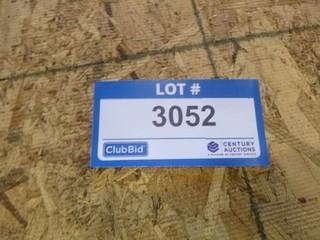 LOT #
3052
ClubBid
CENTURY
AUCTIONS